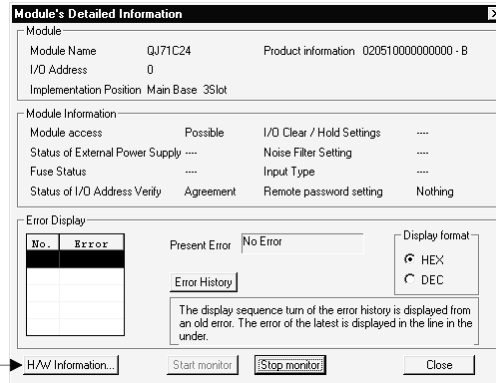 Module's Detailed Information
Module
Module Name QJ71C24 Product information 020510000000000 - B
I/O Address 0
Implementation Position Main Base 3Slot
Module Information
Module access Possible I/O Clear / Hold Settings ----
Status of External Power Supply ---- Noise Filter Setting ----
Fuse Status ---- Input Type ----
Status of I/O Address Verify Agreement Remote password setting Nothing
Error Display
No. Error Present Error No Error Display format
HEX
DEC
Error History
The display sequence turn of the error history is displayed from
an old error. The error of the latest is displayed in the line in the
under.
H/W Information... Start monitor Stop monitor Close